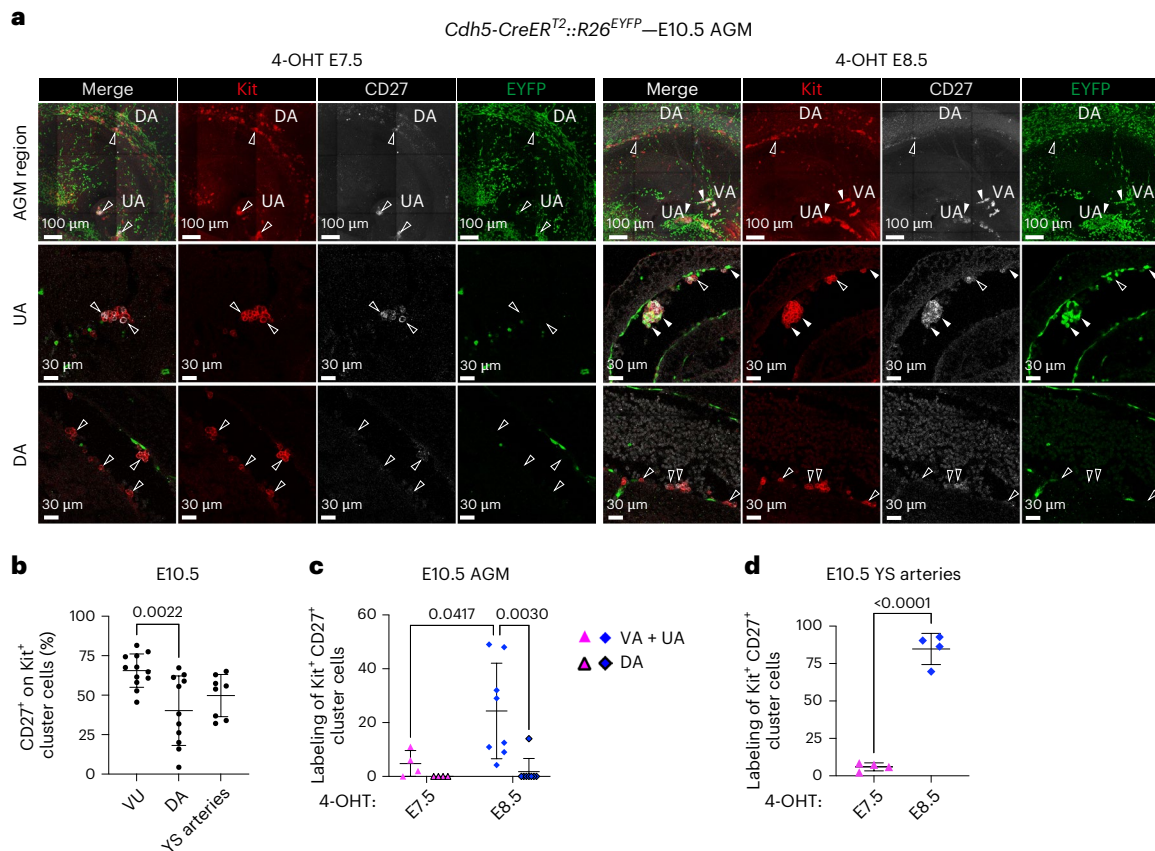 a
Cdh5-CreER^T2::R26^EYFP—E10.5 AGM
4-OHT E7.5
4-OHT E8.5
Merge Kit CD27 EYFP
Merge Kit CD27 EYFP
AGM region
DA DA DA DA
UA UA UA UA
100 µm 100 µm 100 µm 100 µm
DA DA DA DA
VA VA VA VA
UA UA UA UA
100 µm 100 µm 100 µm 100 µm
UA
30 µm 30 µm 30 µm 30 µm
30 µm 30 µm 30 µm 30 µm
DA
30 µm 30 µm 30 µm 30 µm
30 µm 30 µm 30 µm 30 µm
b
E10.5
CD27⁺ on Kit⁺
cluster cells (%)
100
75
50
25
0
0.0022
VU
DA
YS arteries
c
E10.5 AGM
Labeling of Kit⁺ CD27⁺
cluster cells
60
40
20
0
0.0417
0.0030
4-OHT:
E7.5
E8.5
VA + UA
DA
d
E10.5 YS arteries
Labeling of Kit⁺ CD27⁺
cluster cells
100
75
50
25
0
<0.0001
4-OHT:
E7.5
E8.5